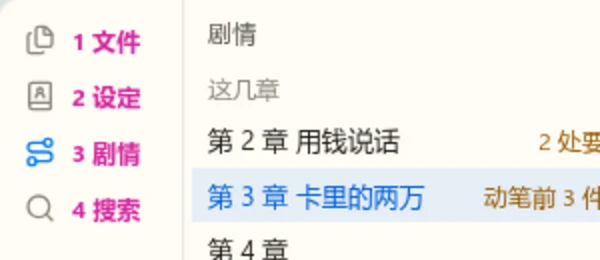 1 文件
2 设定
3 剧情
4 搜索
剧情
这几章
第 2 章 用钱说话
2 处要
第 3 章 卡里的两万
动笔前 3 件
第 4 章